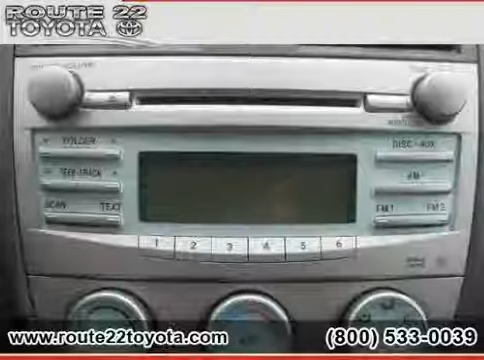 ROUTE 22
TOYOTA
FOLDER
SEEK-TRACK
SCAN TEXT
DISC-AUX
AM
FM1 FM2
1 2 3 4 5 6
www.route22toyota.com (800) 533-0039